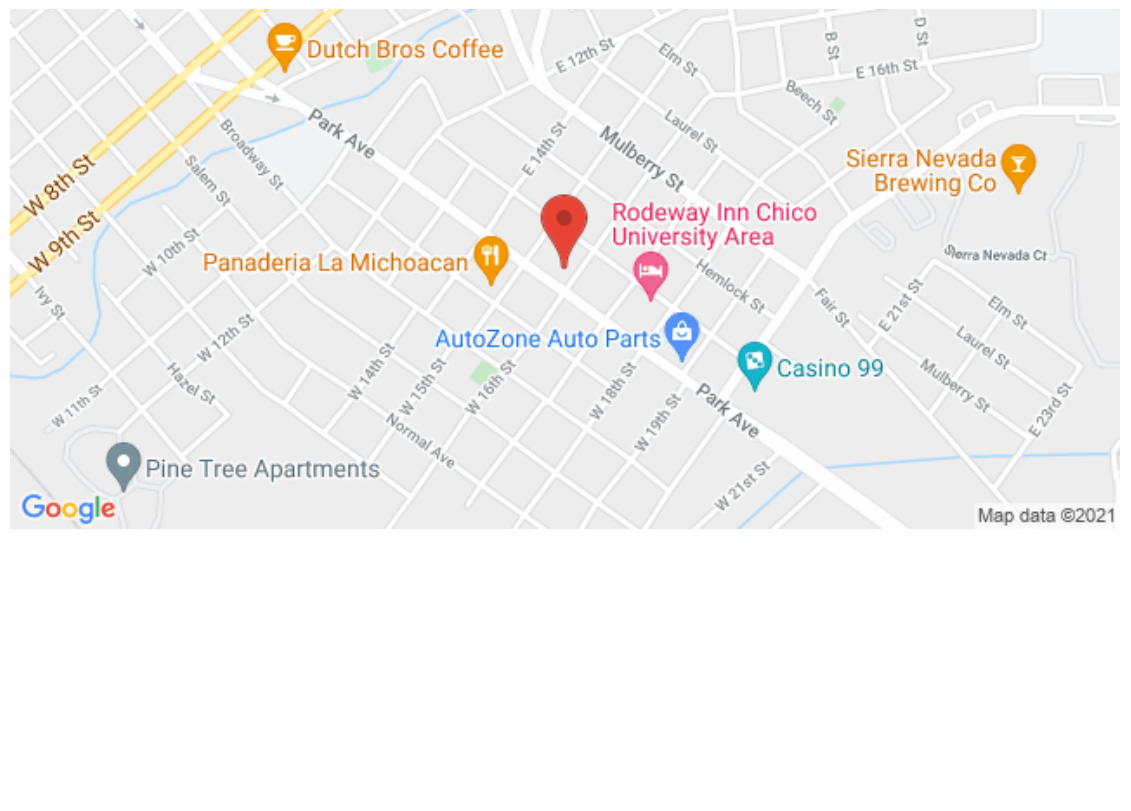 Dutch Bros Coffee
E 12th St
Elm St
B St
D St
E 16th St
Beech St
Park Ave
Broadway St
Laurel St
Mulberry St
E 14th St
Sierra Nevada
Brewing Co
W 8th St
Salem St
W 9th St
W 10th St
Rodeway Inn Chico
University Area
Panaderia La Michoacan
Hemlock St
Sierra Nevada Ct
Ivy St
Fair St
E 21st St
Elm St
AutoZone Auto Parts
W 12th St
Laurel St
Casino 99
Hazel St
W 14th St
W 15th St
W 16th St
W 18th St
Mulberry St
W 11th St
Park Ave
E 23rd St
W 19th St
Normal Ave
Pine Tree Apartments
W 21st St
Google
Map data ©2021